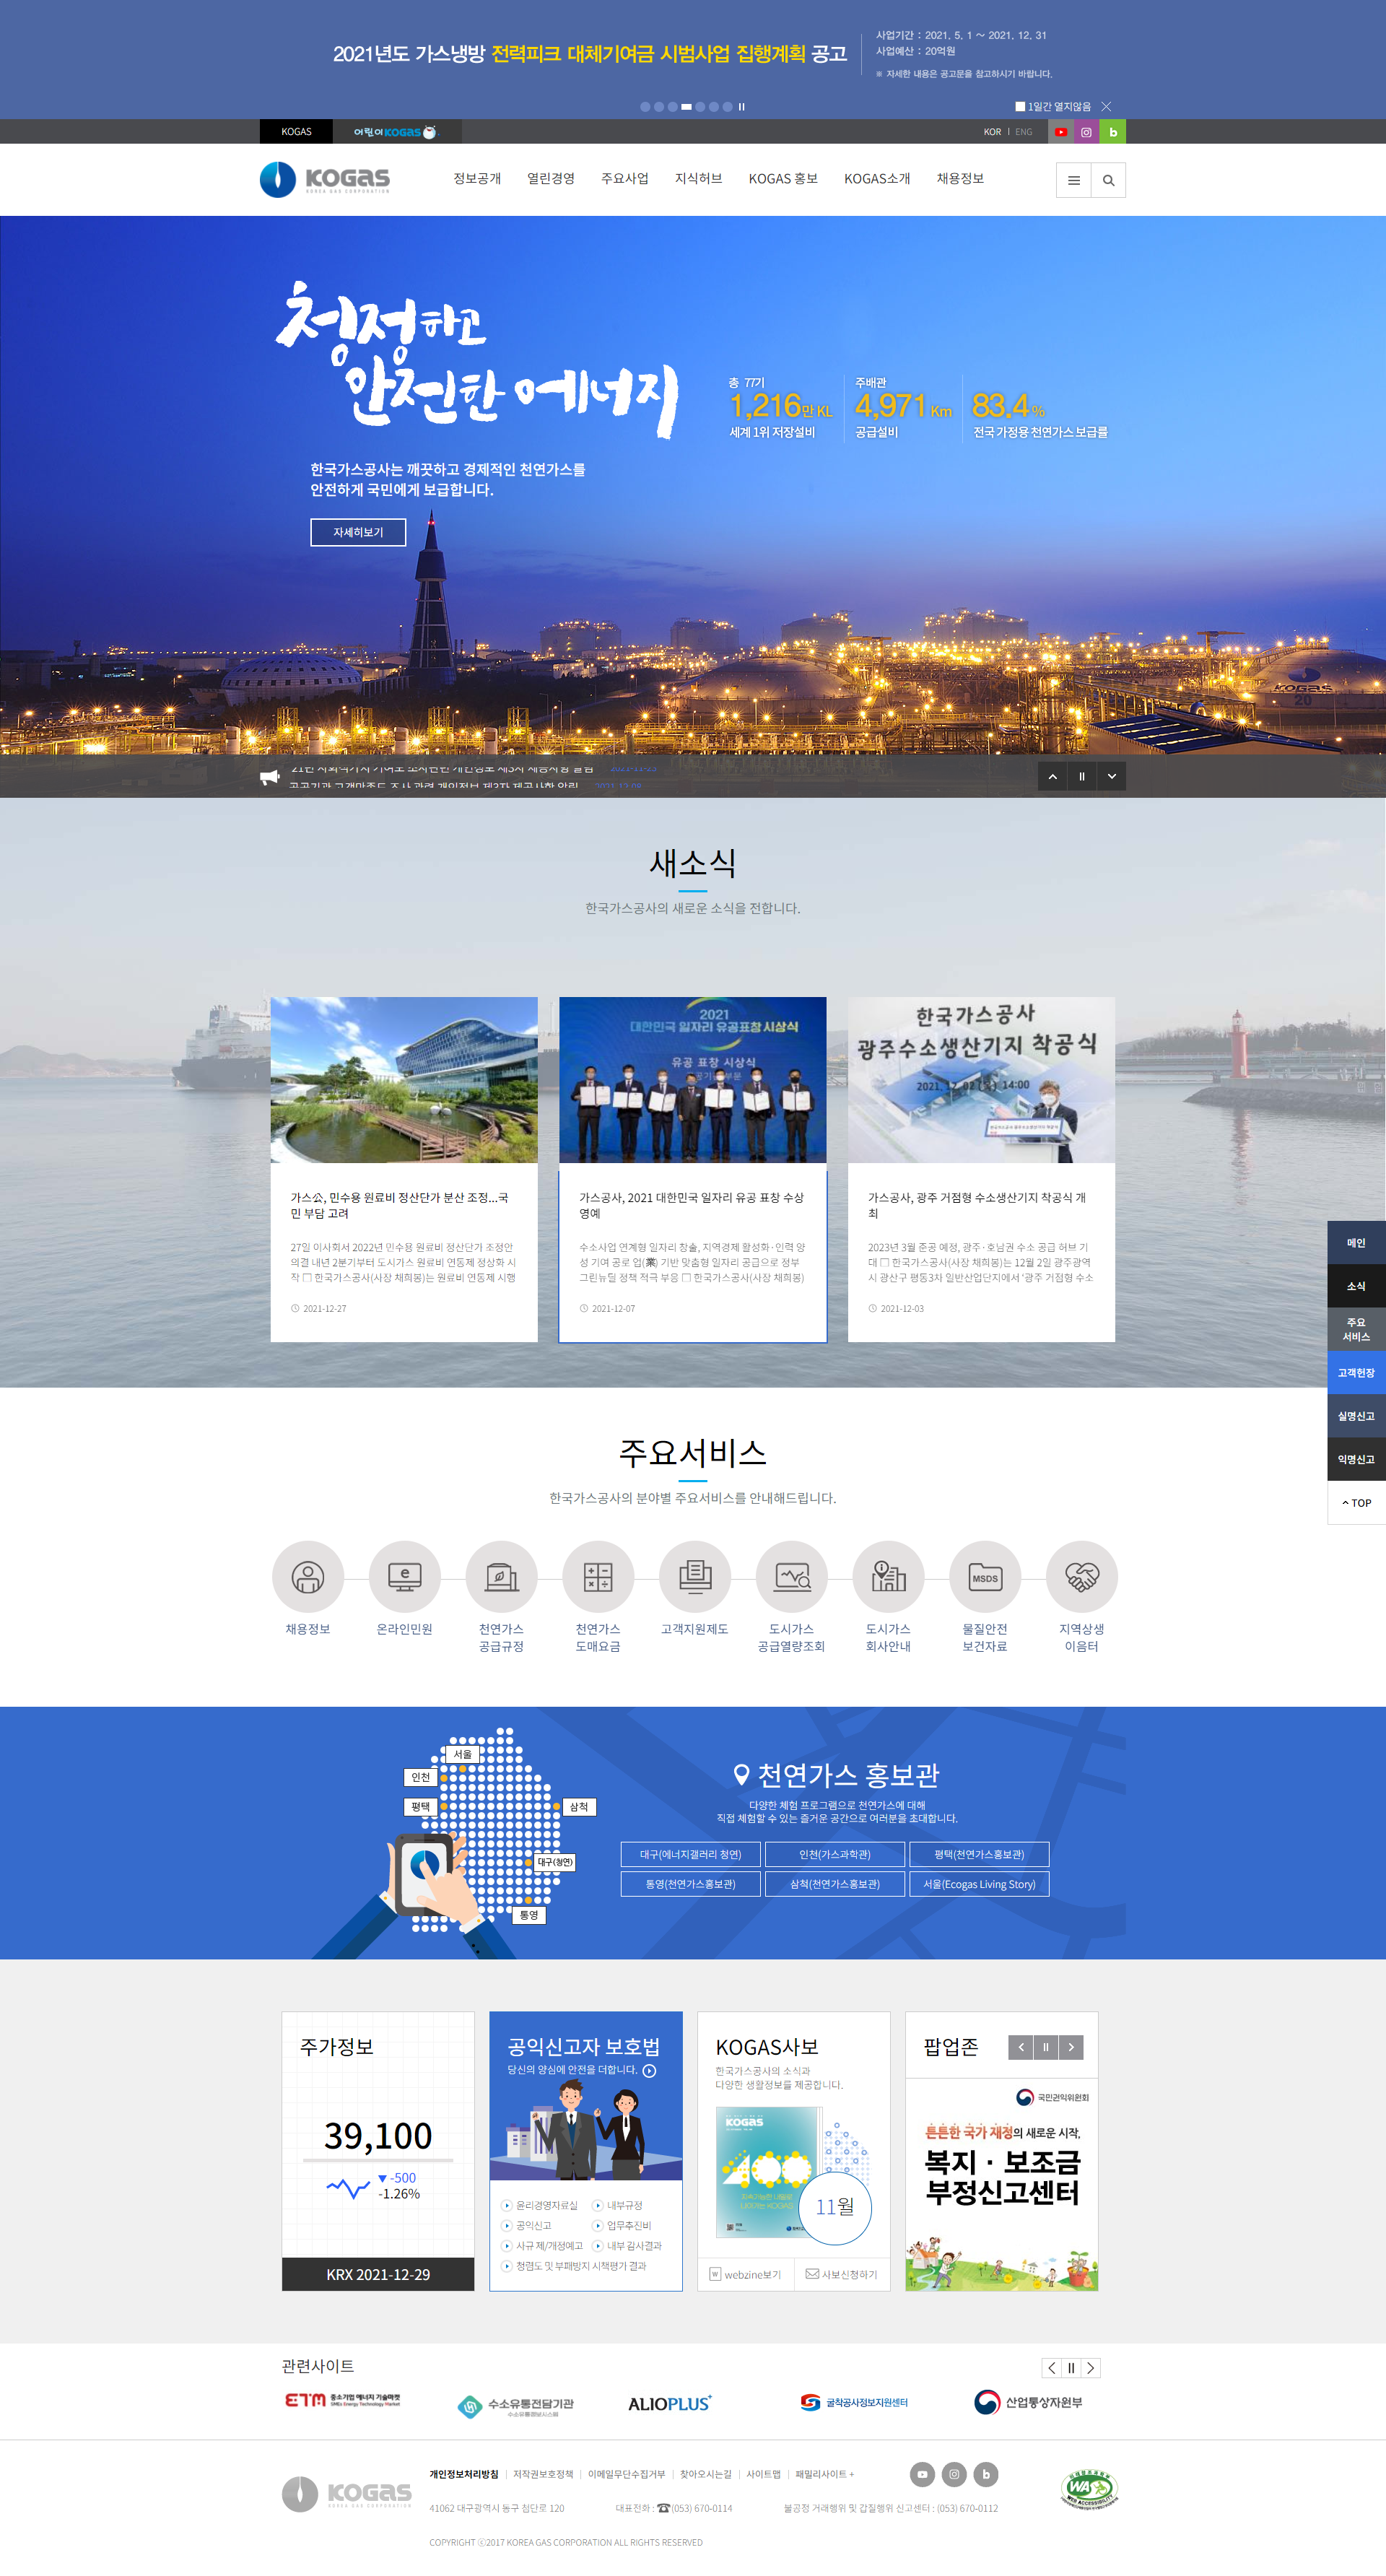 2021년도 가스냉방 전력피크 대체기여금 시범사업 집행계획 공고
사업기간 : 2021. 5. 1 ~ 2021. 12. 31
사업예산 : 20억원
※ 자세한 내용은 공고문을 참고하시기 바랍니다.
1일간 열지않음
KOGAS
어린이KOGAS
KOR
ENG
KOGAS
KOREA GAS CORPORATION
정보공개
열린경영
주요사업
지식허브
KOGAS 홍보
KOGAS소개
채용정보
청정하고
안전한 에너지
총 77기
1,216만 KL
세계 1위 저장설비
주배관
4,971 Km
공급설비
83.4 %
전국 가정용 천연가스 보급률
한국가스공사는 깨끗하고 경제적인 천연가스를
안전하게 국민에게 보급합니다.
자세히보기
KOGAS
20
새소식
한국가스공사의 새로운 소식을 전합니다.
2021
대한민국 일자리 유공표창 시상식
유공 표창 시상식
한국가스공사
광주수소생산기지 착공식
2021. 12. 02 (목) 14:00
가스公, 민수용 원료비 정산단가 분산 조정…국
민 부담 고려
27일 이사회서 2022년 민수용 원료비 정산단가 조정안
의결 내년 2분기부터 도시가스 원료비 연동제 정상화 시
작 □ 한국가스공사(사장 채희봉)는 원료비 연동제 시행
2021-12-27
가스공사, 2021 대한민국 일자리 유공 표창 수상
영예
수소사업 연계형 일자리 창출, 지역경제 활성화·인력 양
성 기여 공로 업(業) 기반 맞춤형 일자리 공급으로 정부
그린뉴딜 정책 적극 부응 □ 한국가스공사(사장 채희봉)
2021-12-07
가스공사, 광주 거점형 수소생산기지 착공식 개
최
2023년 3월 준공 예정, 광주·호남권 수소 공급 허브 기
대 □ 한국가스공사(사장 채희봉)는 12월 2일 광주광역
시 광산구 평동3차 일반산업단지에서 '광주 거점형 수소
2021-12-03
메인
소식
주요
서비스
고객헌장
실명신고
익명신고
TOP
주요서비스
한국가스공사의 분야별 주요서비스를 안내해드립니다.
MSDS
채용정보
온라인민원
천연가스
공급규정
천연가스
도매요금
고객지원제도
도시가스
공급열량조회
도시가스
회사안내
물질안전
보건자료
지역상생
이음터
서울
인천
평택
삼척
대구(청연)
통영
천연가스 홍보관
다양한 체험 프로그램으로 천연가스에 대해
직접 체험할 수 있는 즐거운 공간으로 여러분을 초대합니다.
대구(에너지갤러리 청연)
인천(가스과학관)
평택(천연가스홍보관)
통영(천연가스홍보관)
삼척(천연가스홍보관)
서울(Ecogas Living Story)
주가정보
39,100
▼-500
-1.26%
KRX 2021-12-29
공익신고자 보호법
당신의 양심에 안전을 더합니다.
윤리경영자료실
내부규정
공익신고
업무추진비
사규 제/개정예고
내부 감사결과
청렴도 및 부패방지 시책평가 결과
KOGAS사보
한국가스공사의 소식과
다양한 생활정보를 제공합니다.
KOGAS
400
11월
webzine보기
사보신청하기
팝업존
국민권익위원회
튼튼한 국가 재정의 새로운 시작,
복지 · 보조금
부정신고센터
관련사이트
ETM 중소기업 에너지 기술마켓
SMEs Energy Technology Market
수소유통전담기관
수소유통정보시스템
ALIOPLUS+
굴착공사정보지원센터
산업통상자원부
KOGAS
KOREA GAS CORPORATION
개인정보처리방침
저작권보호정책
이메일무단수집거부
찾아오시는길
사이트맵
패밀리사이트 +
41062 대구광역시 동구 첨단로 120
대표전화 : ☎(053) 670-0114
불공정 거래행위 및 갑질행위 신고센터 : (053) 670-0112
COPYRIGHT ⓒ2017 KOREA GAS CORPORATION ALL RIGHTS RESERVED
WA
WEB ACCESSIBILITY